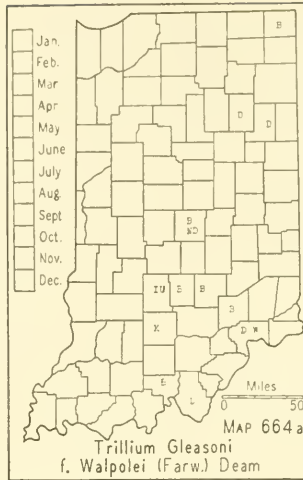 Jan.
Feb.
Mar
Apr
May
June
July
Aug.
Sept
Oct.
Nov.
Dec.
B
D
D
B
ND
IU B B
B
K
D W
E
L
Miles
0 50
MAP 664a
Trillium Gleasoni
f. Walpolei (Farw.) Deam